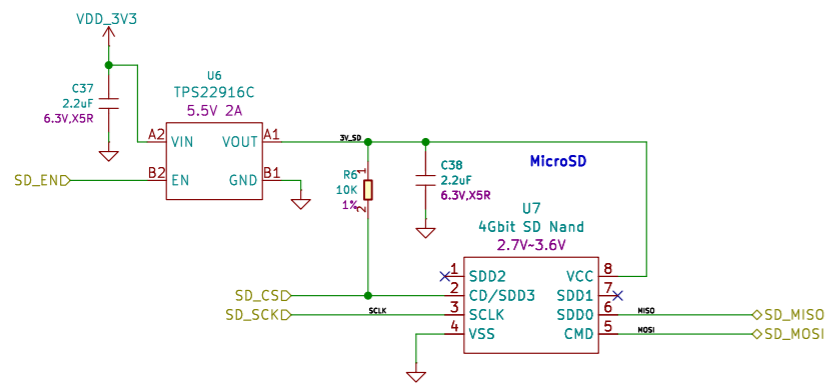 VDD_3V3
C37
2.2uF
6.3V,X5R
U6
TPS22916C
5.5V 2A
A2 VIN VOUT A1
B2 EN GND B1
SD_EN
3V_SD
R6
10K
1%
1
2
C38
2.2uF
6.3V,X5R
MicroSD
U7
4Gbit SD Nand
2.7V~3.6V
1 SDD2 VCC 8
SD_CS 2 CD/SDD3 SDD1 7
SD_SCK SCLK 3 SCLK SDD0 6 MISO SD_MISO
4 VSS CMD 5 MOSI SD_MOSI